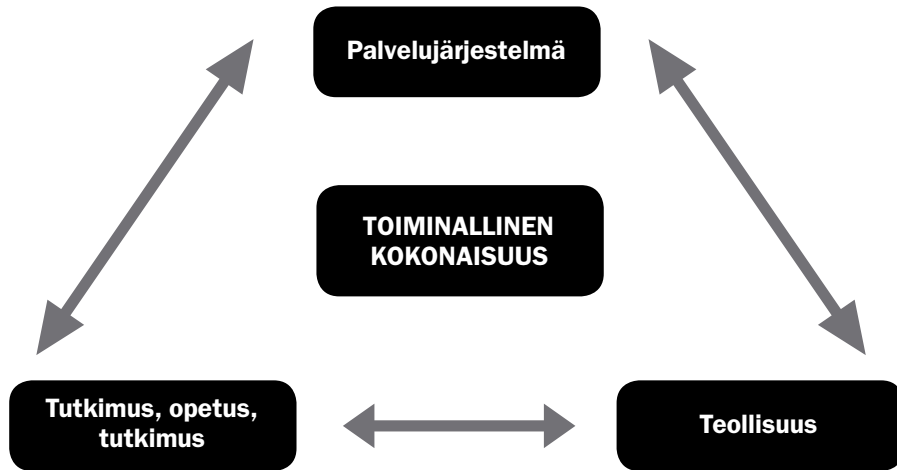 Palvelujärjestelmä
TOIMINALLINEN
KOKONAISUUS
Tutkimus, opetus,
tutkimus
Teollisuus